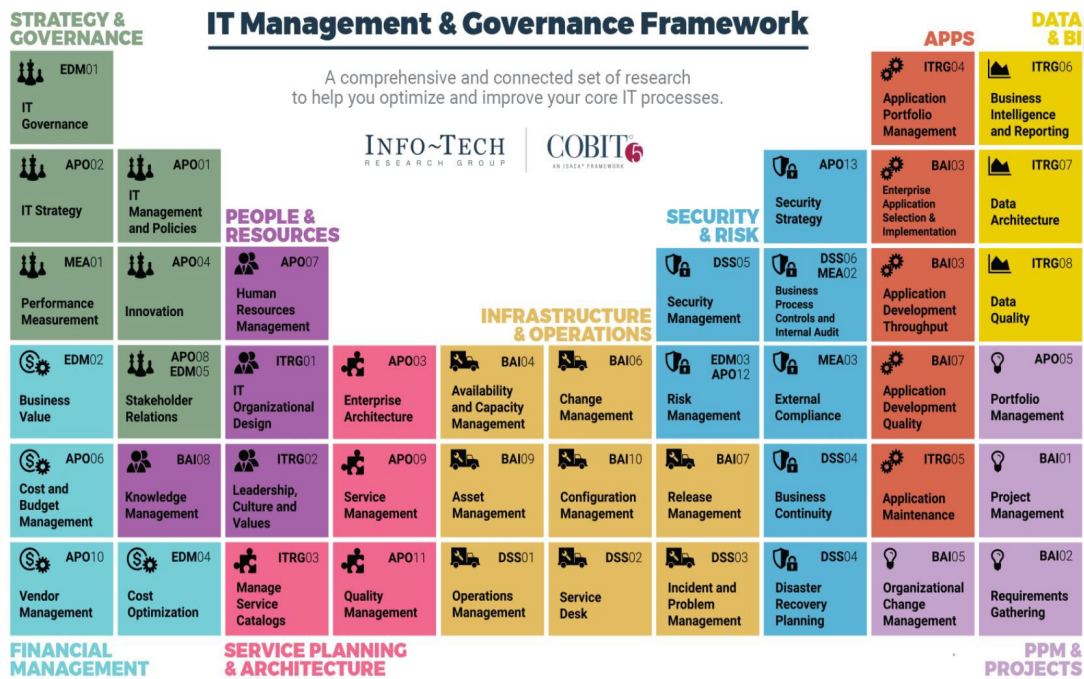 STRATEGY &
GOVERNANCE
IT Management & Governance Framework
A comprehensive and connected set of research
to help you optimize and improve your core IT processes.
INFO~TECH
RESEARCH GROUP
COBIT 5
AN ISACA® FRAMEWORK
APPS
DATA
& BI
EDM01
IT
Governance
ITRG04
Application
Portfolio
Management
ITRG06
Business
Intelligence
and Reporting
APO02
IT Strategy
APO01
IT
Management
and Policies
PEOPLE &
RESOURCES
SECURITY
& RISK
APO13
Security
Strategy
BAI03
Enterprise
Application
Selection &
Implementation
ITRG07
Data
Architecture
MEA01
Performance
Measurement
APO04
Innovation
APO07
Human
Resources
Management
INFRASTRUCTURE
& OPERATIONS
DSS05
Security
Management
DSS06
MEA02
Business
Process
Controls and
Internal Audit
BAI03
Application
Development
Throughput
ITRG08
Data
Quality
EDM02
Business
Value
APO08
EDM05
Stakeholder
Relations
ITRG01
IT
Organizational
Design
APO03
Enterprise
Architecture
BAI04
Availability
and Capacity
Management
BAI06
Change
Management
EDM03
APO12
Risk
Management
MEA03
External
Compliance
BAI07
Application
Development
Quality
APO05
Portfolio
Management
APO06
Cost and
Budget
Management
BAI08
Knowledge
Management
ITRG02
Leadership,
Culture and
Values
APO09
Service
Management
BAI09
Asset
Management
BAI10
Configuration
Management
BAI07
Release
Management
DSS04
Business
Continuity
ITRG05
Application
Maintenance
BAI01
Project
Management
APO10
Vendor
Management
EDM04
Cost
Optimization
ITRG03
Manage
Service
Catalogs
APO11
Quality
Management
DSS01
Operations
Management
DSS02
Service
Desk
DSS03
Incident and
Problem
Management
DSS04
Disaster
Recovery
Planning
BAI05
Organizational
Change
Management
BAI02
Requirements
Gathering
FINANCIAL
MANAGEMENT
SERVICE PLANNING
& ARCHITECTURE
PPM &
PROJECTS